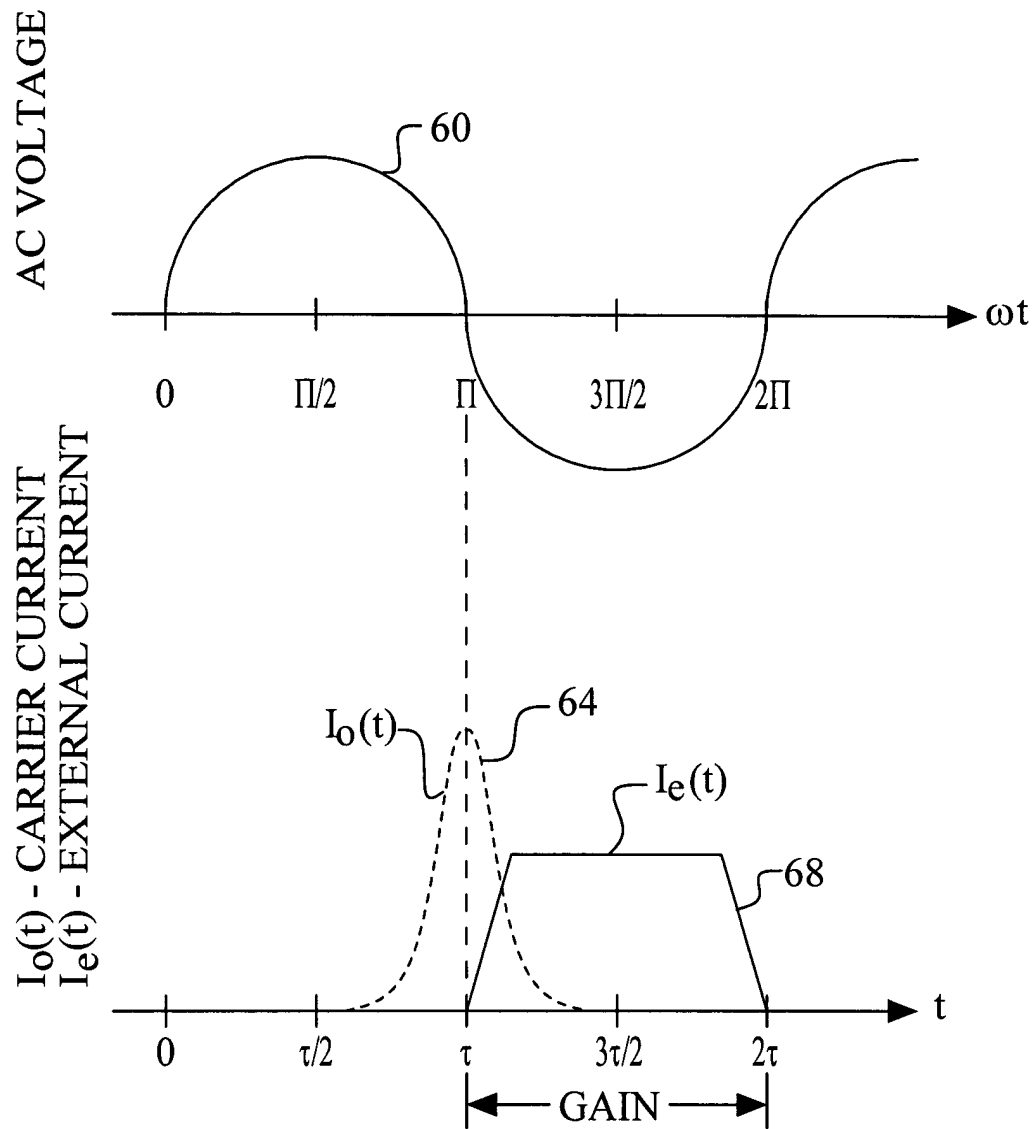 AC VOLTAGE
60
ωt
0
Π/2
Π
3Π/2
2Π
Io(t) - CARRIER CURRENT
Ie(t) - EXTERNAL CURRENT
Io(t)
64
Ie(t)
68
t
0
τ/2
τ
3τ/2
2τ
GAIN